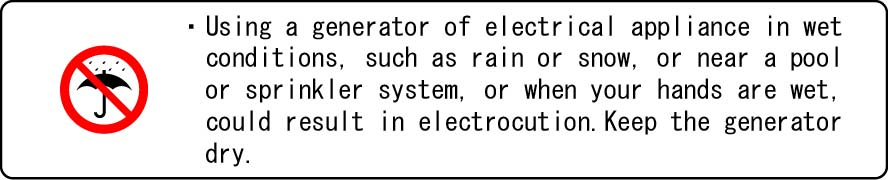 ・Using a generator of electrical appliance in wet
conditions, such as rain or snow, or near a pool
or sprinkler system, or when your hands are wet,
could result in electrocution.Keep the generator
dry.